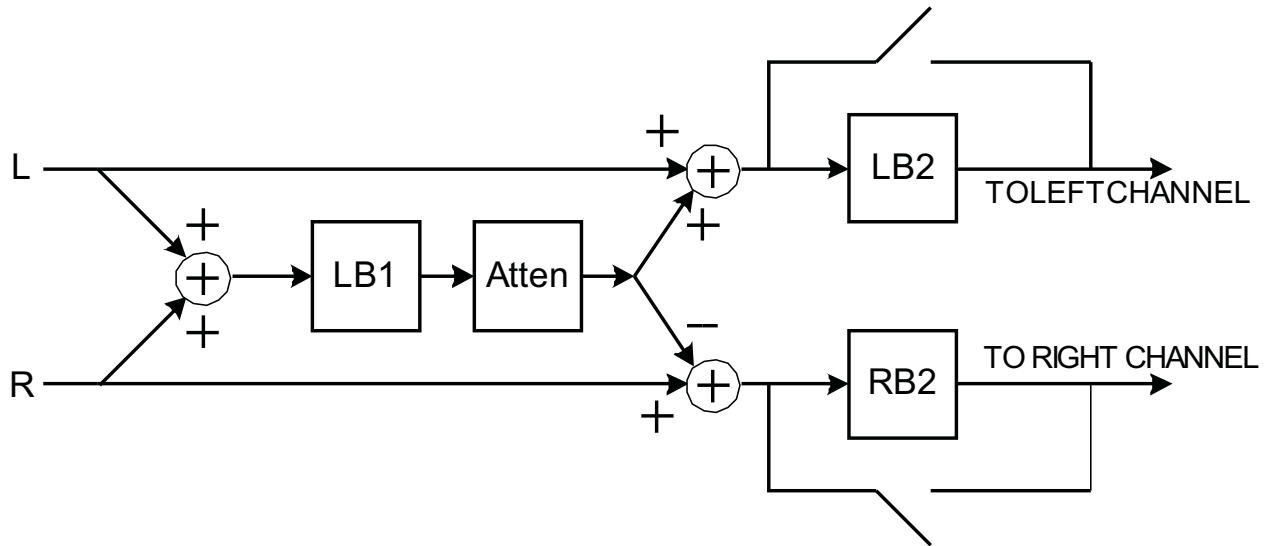 +
L
+
LB2
TOLEFTCHANNEL
+
+
+
LB1
Atten
+
−
TO RIGHT CHANNEL
R
+
RB2
+